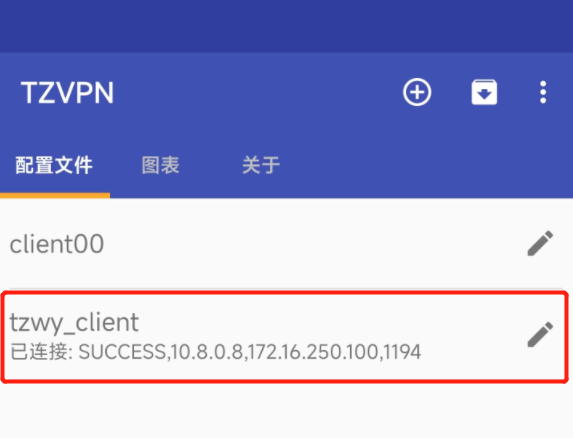 TZVPN
配置文件 图表 关于
client00
tzwy_client
已连接: SUCCESS,10.8.0.8,172.16.250.100,1194